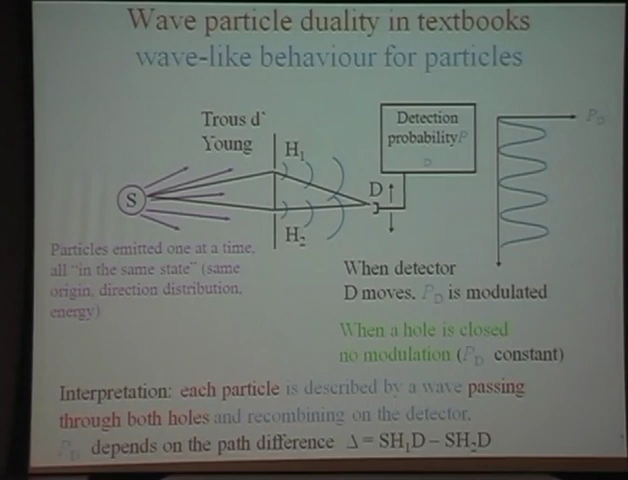 Wave particle duality in textbooks
wave-like behaviour for particles
Trous d'
Young
H1
H2
S
D
Detection
probability P
D
PD
Particles emitted one at a time,
all "in the same state" (same
origin, direction distribution,
energy)
When detector
D moves. PD is modulated
When a hole is closed
no modulation (PD constant)
Interpretation: each particle is described by a wave passing
through both holes and recombining on the detector.
PD depends on the path difference Δ = SH1D – SH2D